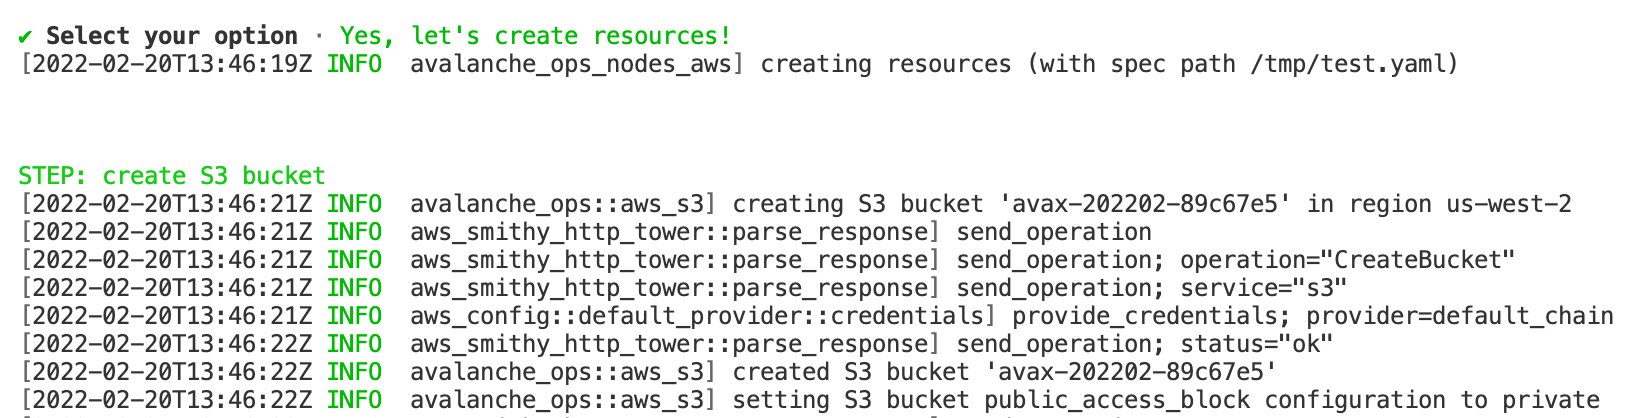 ✔ Select your option · Yes, let's create resources!
[2022-02-20T13:46:19Z INFO  avalanche_ops_nodes_aws] creating resources (with spec path /tmp/test.yaml)
STEP: create S3 bucket
[2022-02-20T13:46:21Z INFO  avalanche_ops::aws_s3] creating S3 bucket 'avax-202202-89c67e5' in region us-west-2
[2022-02-20T13:46:21Z INFO  aws_smithy_http_tower::parse_response] send_operation
[2022-02-20T13:46:21Z INFO  aws_smithy_http_tower::parse_response] send_operation; operation="CreateBucket"
[2022-02-20T13:46:21Z INFO  aws_smithy_http_tower::parse_response] send_operation; service="s3"
[2022-02-20T13:46:21Z INFO  aws_config::default_provider::credentials] provide_credentials; provider=default_chain
[2022-02-20T13:46:22Z INFO  aws_smithy_http_tower::parse_response] send_operation; status="ok"
[2022-02-20T13:46:22Z INFO  avalanche_ops::aws_s3] created S3 bucket 'avax-202202-89c67e5'
[2022-02-20T13:46:22Z INFO  avalanche_ops::aws_s3] setting S3 bucket public_access_block configuration to private